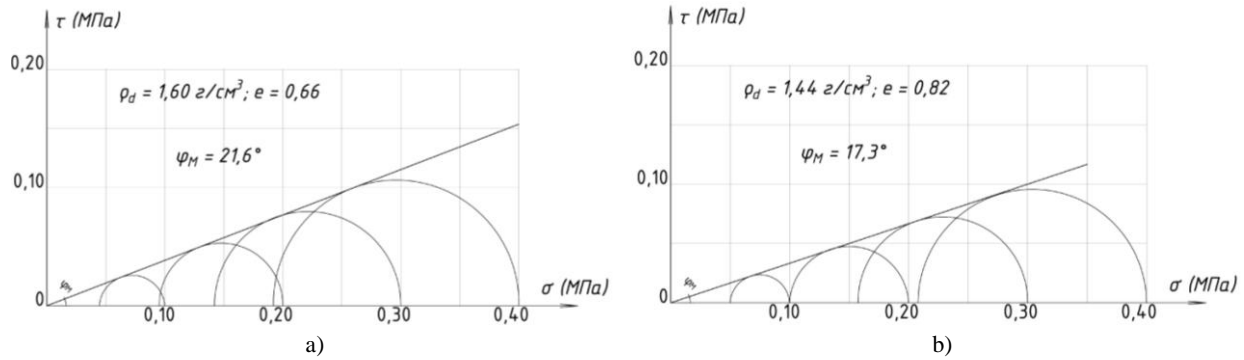 τ (МПа)
0,20
ρd = 1,60 г/см³; e = 0,66
φМ = 21,6°
0,10
φМ
0
σ (МПа)
0,10
0,20
0,30
0,40
a)
τ (МПа)
0,20
ρd = 1,44 г/см³; e = 0,82
φМ = 17,3°
0,10
φМ
0
σ (МПа)
0,10
0,20
0,30
0,40
b)